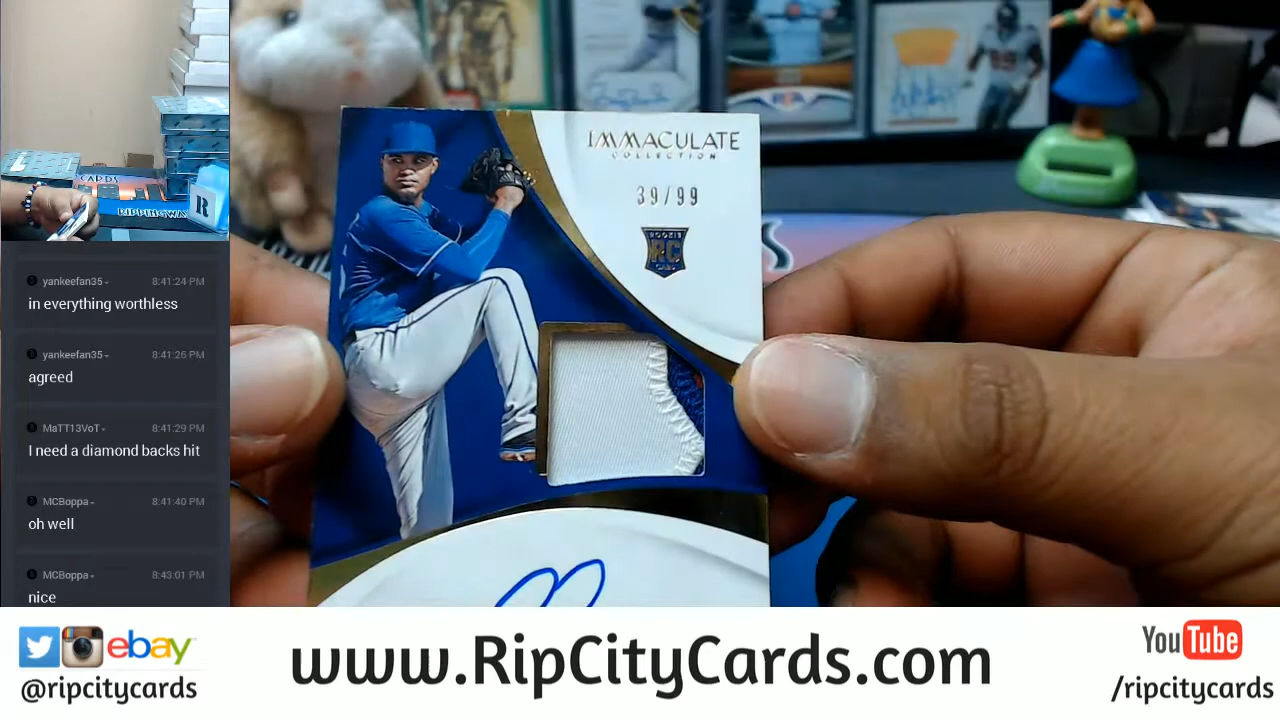 CARDS
RIPPINGWAX
R
yankeefan35 8:41:24 PM
in everything worthless
yankeefan35 8:41:26 PM
agreed
MaTT13VoT 8:41:29 PM
I need a diamond backs hit
MCBoppa 8:41:40 PM
oh well
MCBoppa 8:43:01 PM
nice
IMMACULATE
COLLECTION
39/99
ROOKIE
RC
CARD
ebay
@ripcitycards
www.RipCityCards.com
YouTube
/ripcitycards